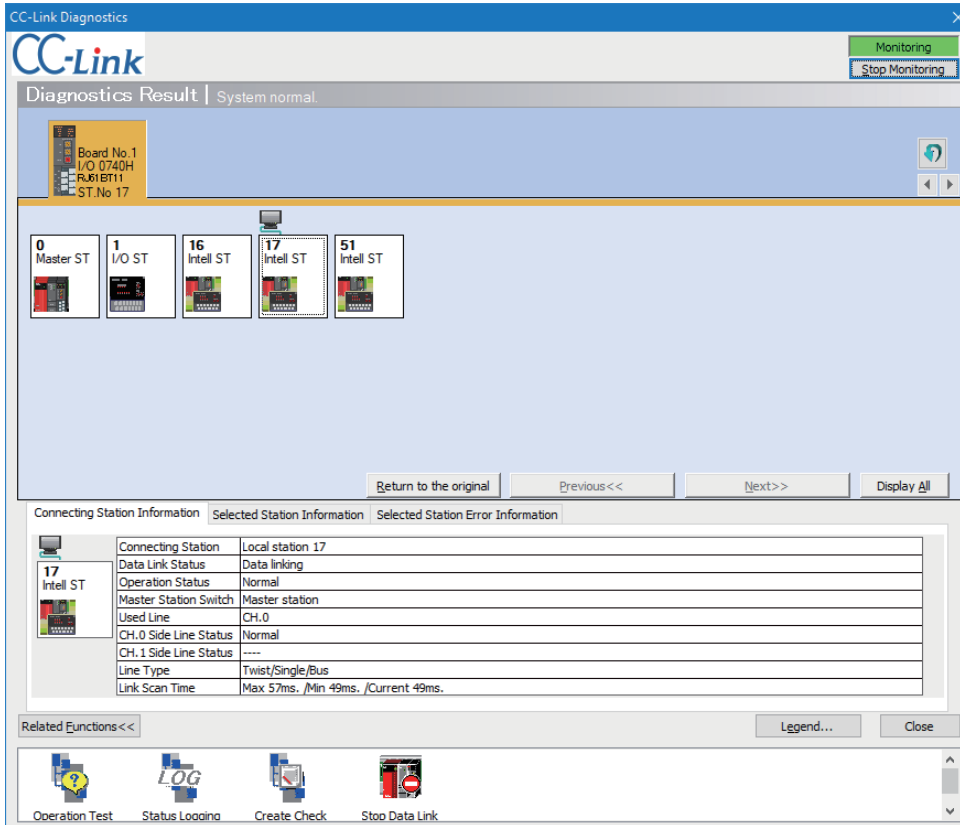 CC-Link Diagnostics
CC-Link
Monitoring
Stop Monitoring
Diagnostics Result | System normal.
Board No.1
I/O 0740H
RJ61BT11
ST.No 17
0
Master ST
1
I/O ST
16
Intell ST
17
Intell ST
51
Intell ST
Return to the original
Previous<<
Next>>
Display All
Connecting Station Information
Selected Station Information
Selected Station Error Information
17
Intell ST
Connecting Station Local station 17
Data Link Status Data linking
Operation Status Normal
Master Station Switch Master station
Used Line CH.0
CH.0 Side Line Status Normal
CH.1 Side Line Status ----
Line Type Twist/Single/Bus
Link Scan Time Max 57ms. /Min 49ms. /Current 49ms.
Related Functions<<
Legend...
Close
LOG
Operation Test
Status Logging
Create Check
Stop Data Link